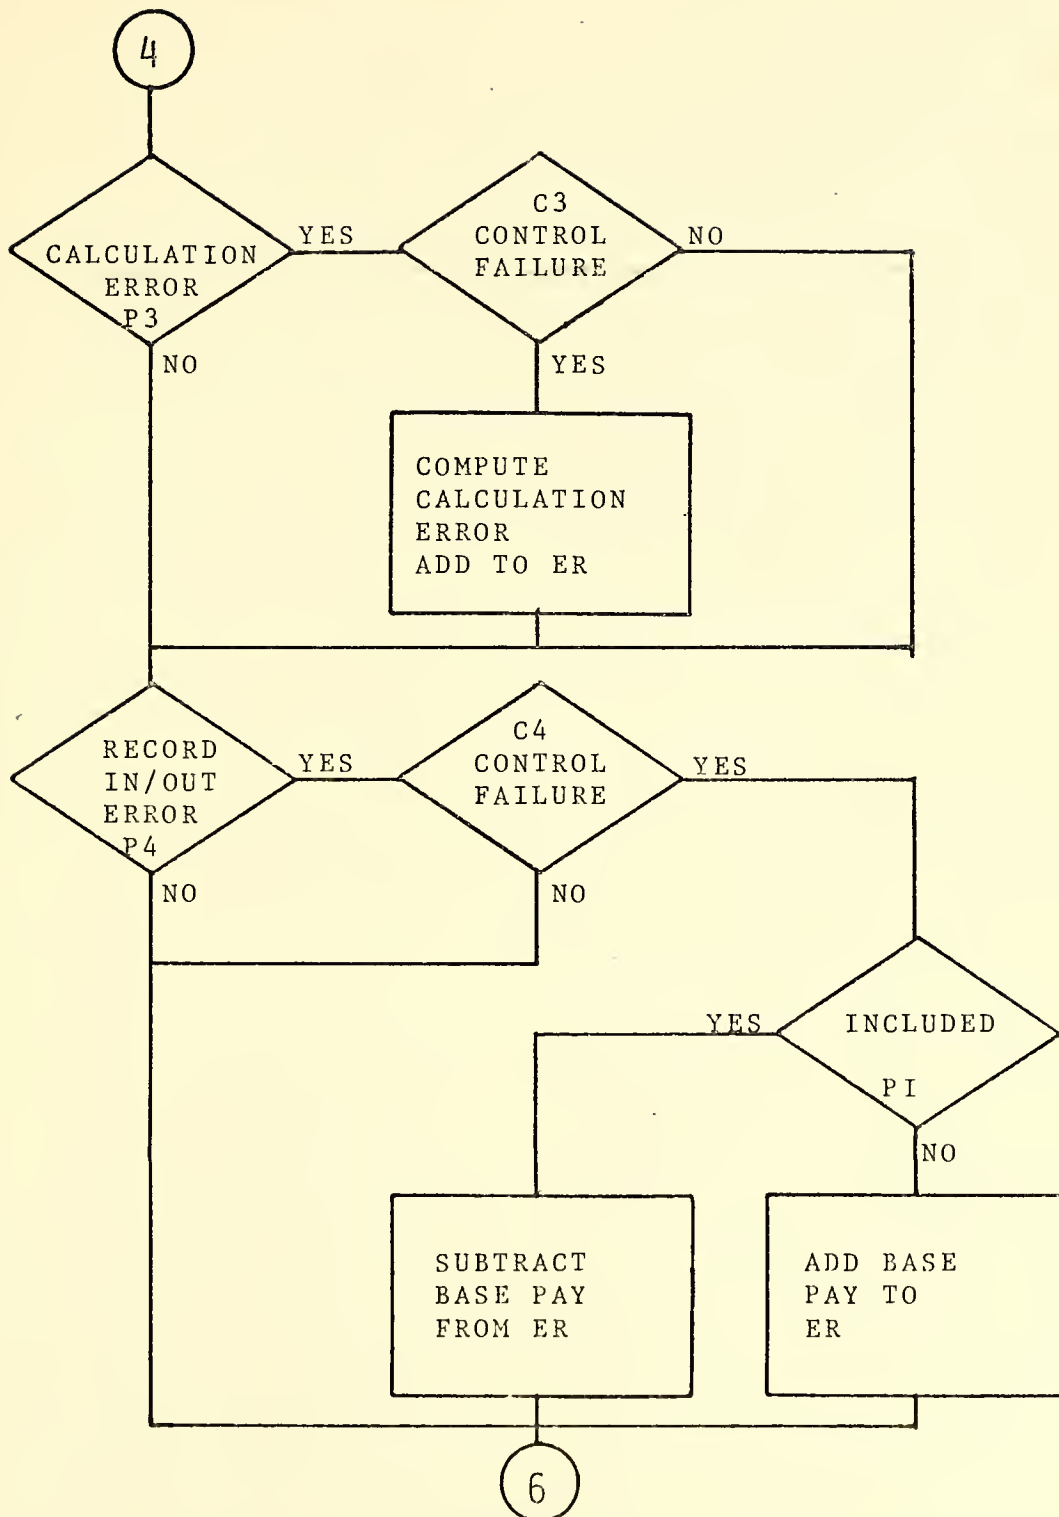 4
CALCULATION
ERROR
P3
YES
C3
CONTROL
FAILURE
NO
NO
YES
COMPUTE
CALCULATION
ERROR
ADD TO ER
RECORD
IN/OUT
ERROR
P4
YES
C4
CONTROL
FAILURE
YES
NO
NO
INCLUDED
PI
YES
NO
SUBTRACT
BASE PAY
FROM ER
ADD BASE
PAY TO
ER
6